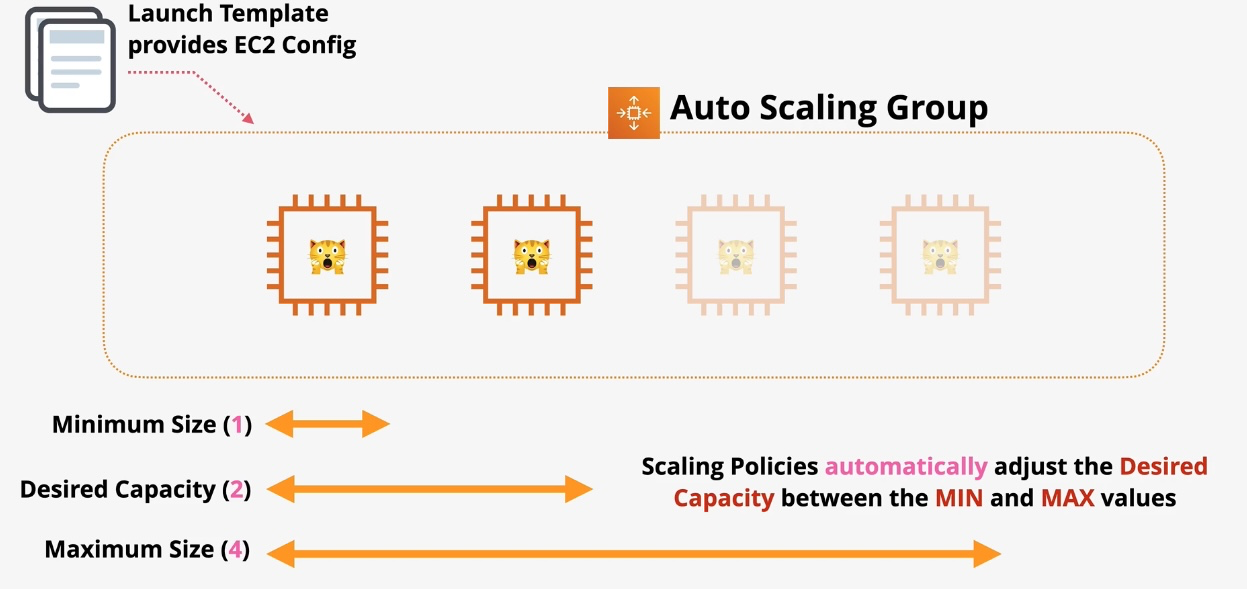 Launch Template
provides EC2 Config
Auto Scaling Group
Minimum Size (1)
Desired Capacity (2)
Maximum Size (4)
Scaling Policies automatically adjust the Desired
Capacity between the MIN and MAX values